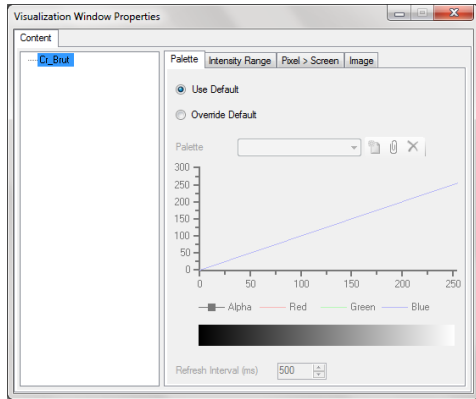 Visualization Window Properties
Content
Cr_Brut
Palette Intensity Range Pixel > Screen Image
Use Default
Override Default
Palette
300
250
200
150
100
50
0
0 50 100 150 200 250
Alpha Red Green Blue
Refresh Interval (ms) 500